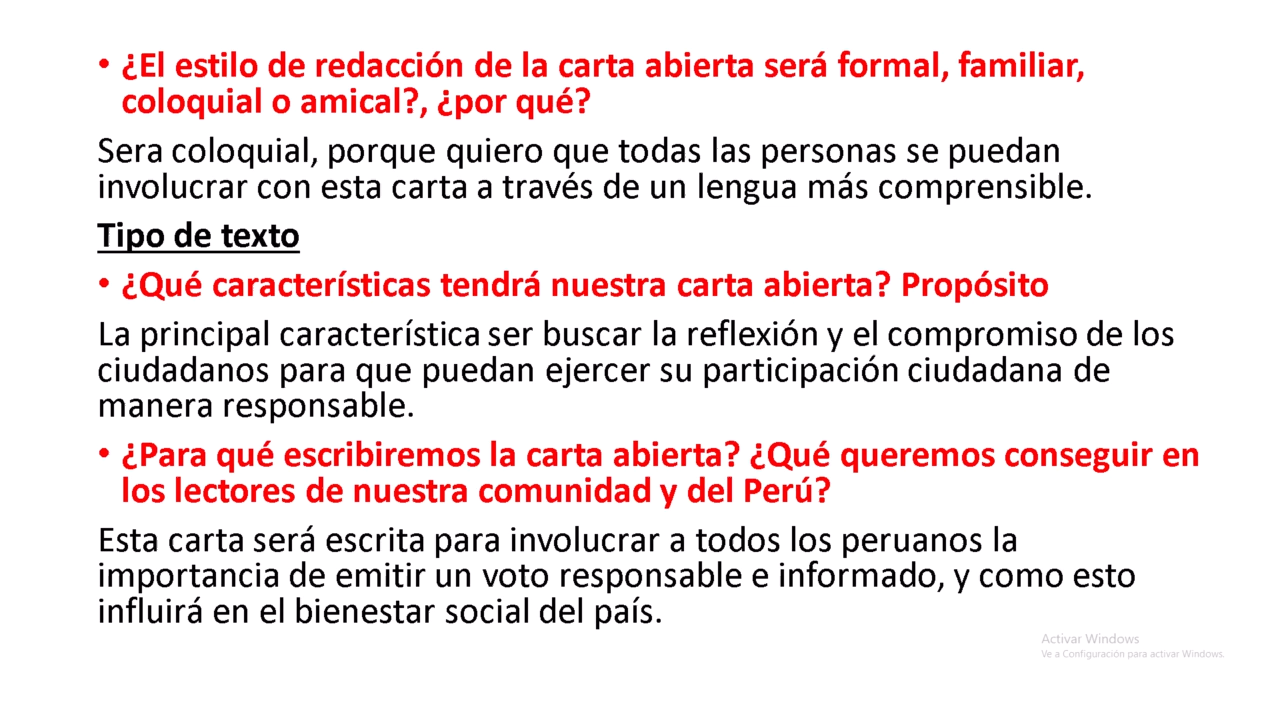 • ¿El estilo de redacción de la carta abierta será formal, familiar,
coloquial o amical?, ¿por qué?
Sera coloquial, porque quiero que todas las personas se puedan
involucrar con esta carta a través de un lengua más comprensible.
Tipo de texto
• ¿Qué características tendrá nuestra carta abierta? Propósito
La principal característica ser buscar la reflexión y el compromiso de los
ciudadanos para que puedan ejercer su participación ciudadana de
manera responsable.
• ¿Para qué escribiremos la carta abierta? ¿Qué queremos conseguir en
los lectores de nuestra comunidad y del Perú?
Esta carta será escrita para involucrar a todos los peruanos la
importancia de emitir un voto responsable e informado, y como esto
influirá en el bienestar social del país.
Activar Windows
Ve a Configuración para activar Windows.